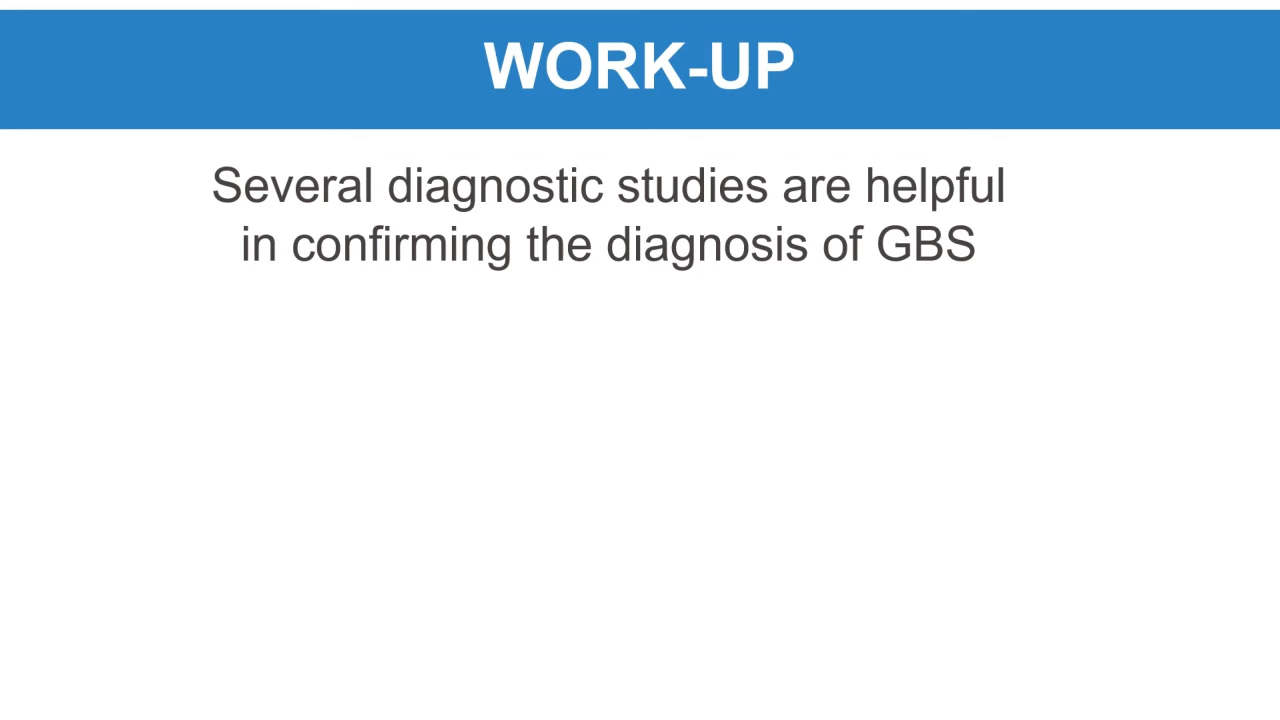 WORK-UP
Several diagnostic studies are helpful
in confirming the diagnosis of GBS